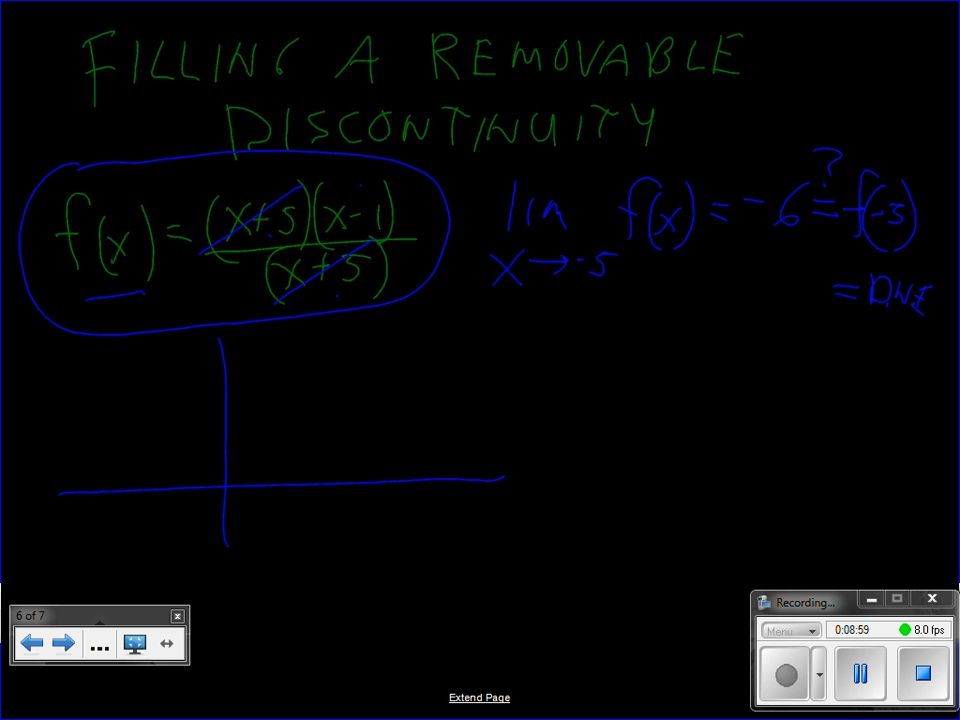 FILLING A REMOVABLE
DISCONTINUITY
f(x) = (x+5)(x-1) / (x+5)
lim x→-5 f(x) = -6 ≟ f(-5)
= DNE
6 of 7
...
Recording...
Menu
0:08:59
8.0 fps
Extend Page